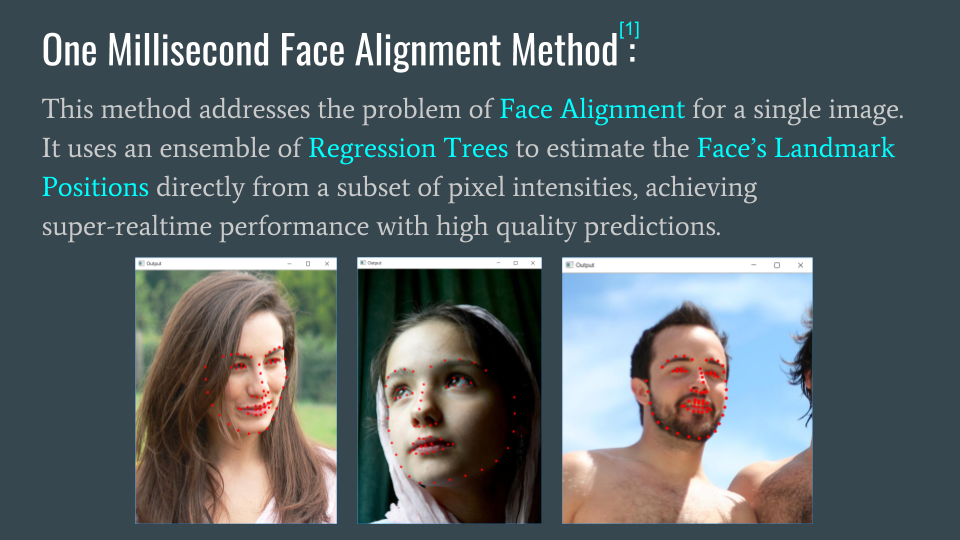 One Millisecond Face Alignment Method[1]:
This method addresses the problem of Face Alignment for a single image.
It uses an ensemble of Regression Trees to estimate the Face’s Landmark
Positions directly from a subset of pixel intensities, achieving
super-realtime performance with high quality predictions.
Output
Output
Output